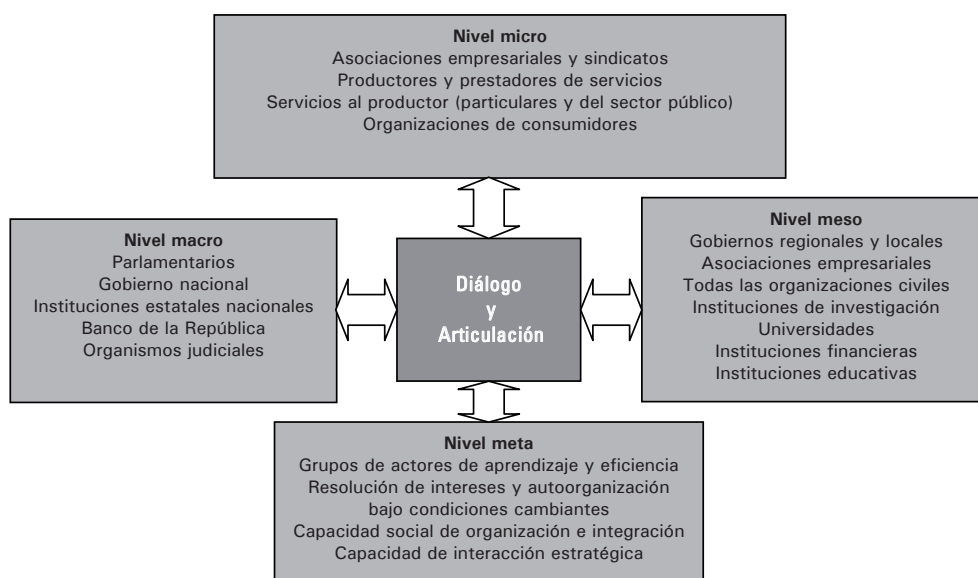 Nivel micro
Asociaciones empresariales y sindicatos
Productores y prestadores de servicios
Servicios al productor (particulares y del sector público)
Organizaciones de consumidores
Nivel macro
Parlamentarios
Gobierno nacional
Instituciones estatales nacionales
Banco de la República
Organismos judiciales
Diálogo
y
Articulación
Nivel meso
Gobiernos regionales y locales
Asociaciones empresariales
Todas las organizaciones civiles
Instituciones de investigación
Universidades
Instituciones financieras
Instituciones educativas
Nivel meta
Grupos de actores de aprendizaje y eficiencia
Resolución de intereses y autoorganización
bajo condiciones cambiantes
Capacidad social de organización e integración
Capacidad de interacción estratégica